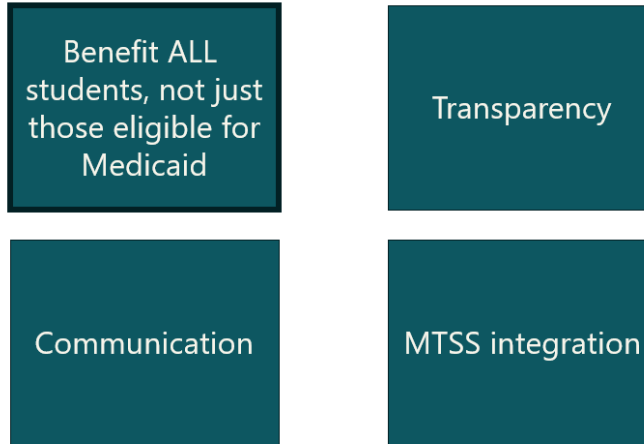 Benefit ALL
students, not just
those eligible for
Medicaid
Transparency
Communication
MTSS integration